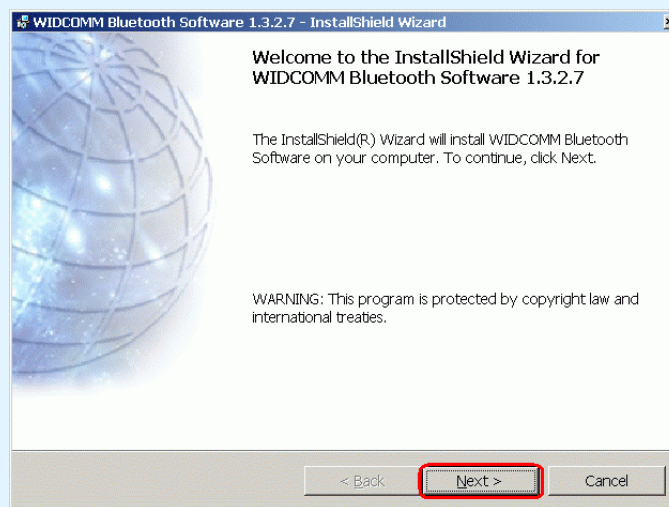 WIDCOMM Bluetooth Software 1.3.2.7 - InstallShield Wizard
Welcome to the InstallShield Wizard for
WIDCOMM Bluetooth Software 1.3.2.7
The InstallShield(R) Wizard will install WIDCOMM Bluetooth
Software on your computer. To continue, click Next.
WARNING: This program is protected by copyright law and
international treaties.
< Back Next > Cancel